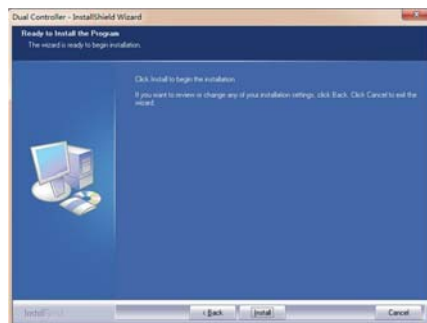 Dual Controller - InstallShield Wizard
Ready to Install the Program
The wizard is ready to begin installation.
Click Install to begin the installation.
If you want to review or change any of your installation settings, click Back. Click Cancel to exit the
wizard.
InstallShield
< Back
Install
Cancel